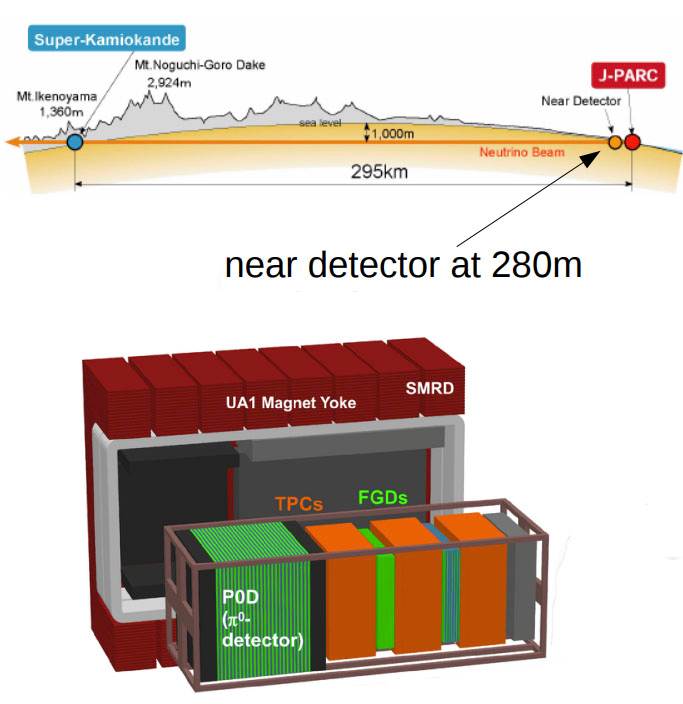 Super-Kamiokande
Mt.Noguchi-Goro Dake
2,924m
J-PARC
Mt.Ikenoyama
1,360m
Near Detector
sea level
1,000m
Neutrino Beam
295km
near detector at 280m
SMRD
UA1 Magnet Yoke
TPCs
FGDs
P0D
(π⁰-
detector)